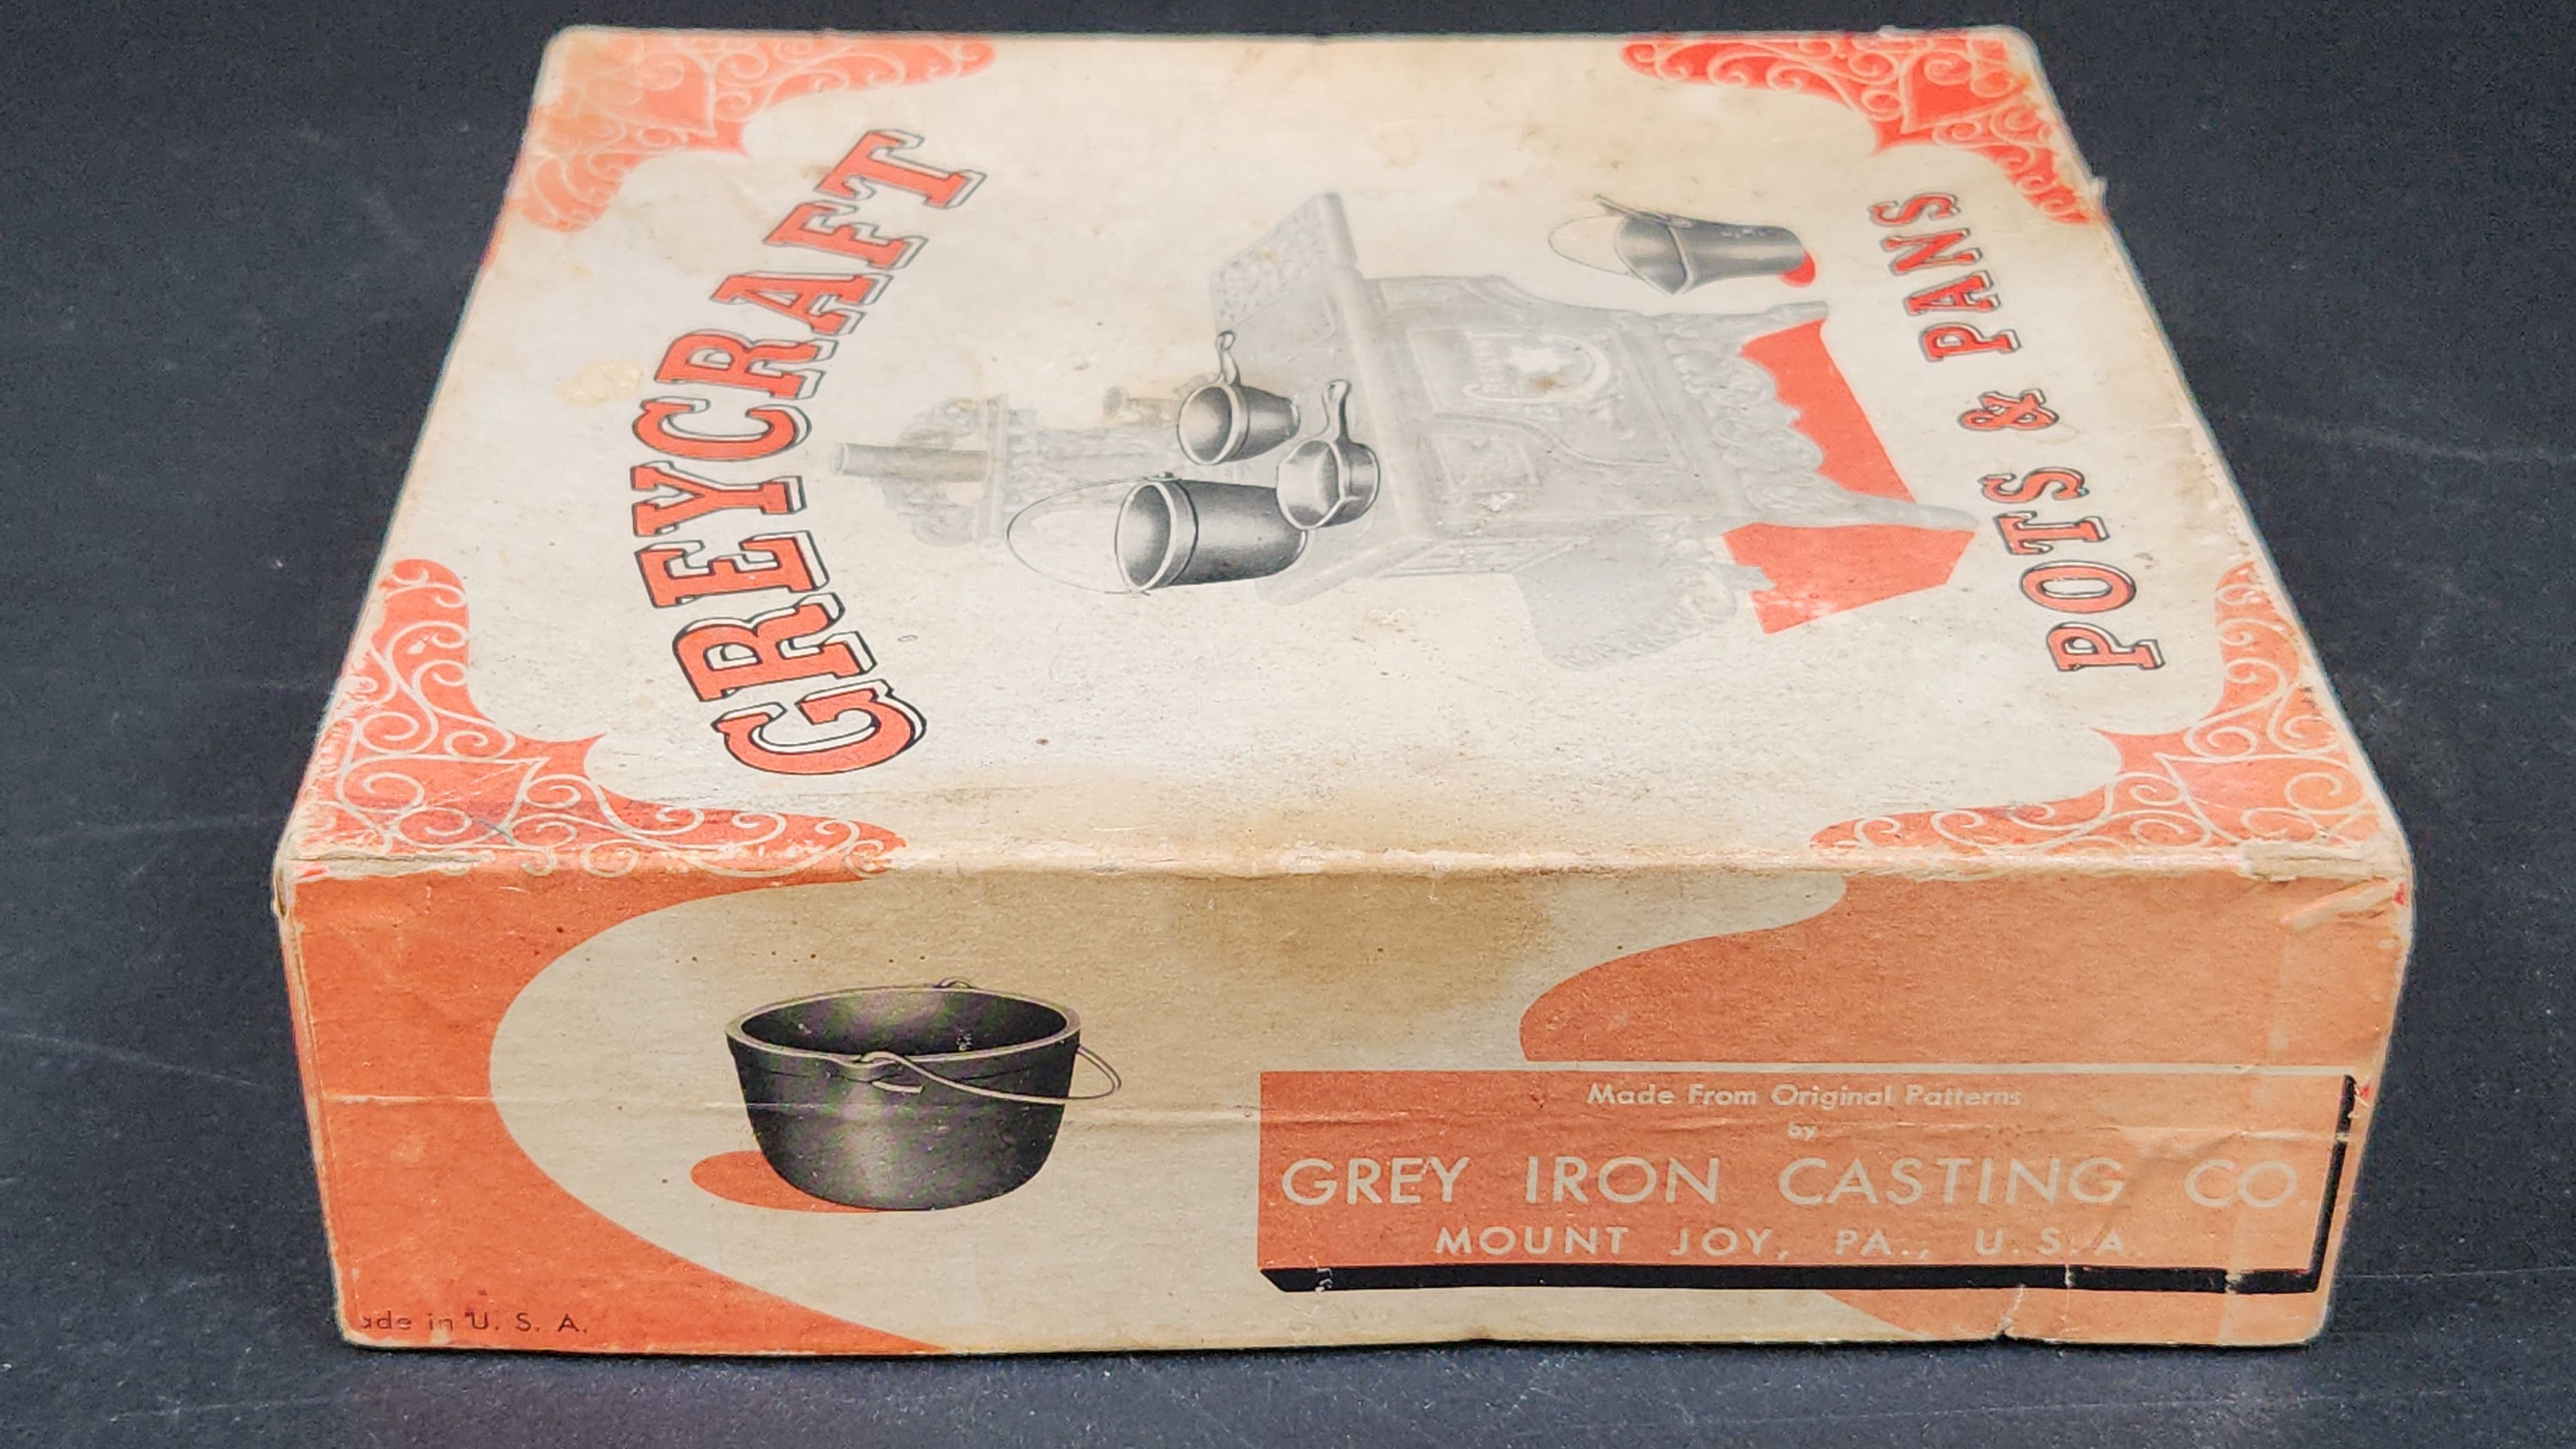 GREYCRAFT
POTS & PANS
Made From Original Patterns
by
GREY IRON CASTING CO.
MOUNT JOY, PA., U.S.A.
ade in U. S. A.